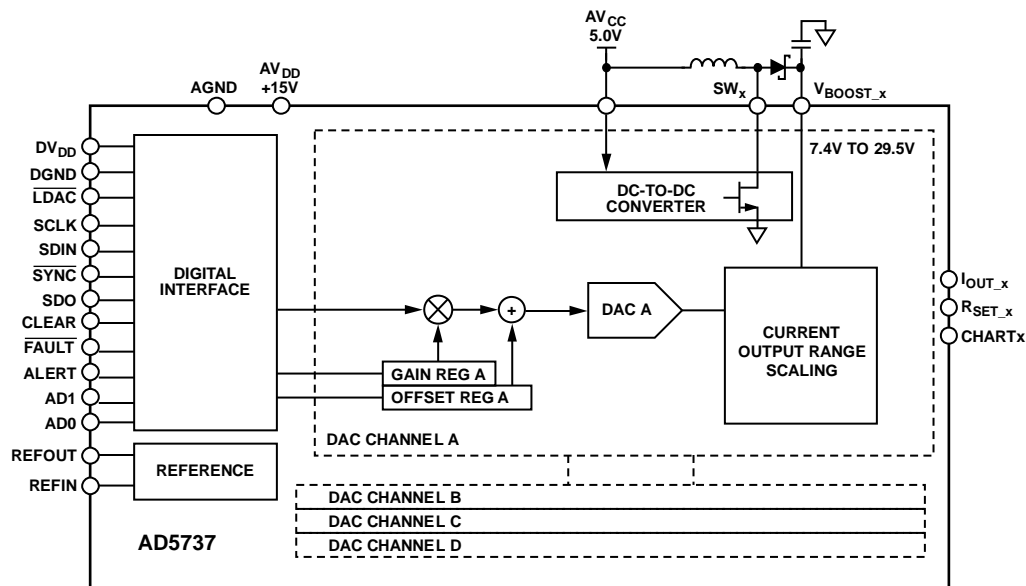 AVCC
5.0V
AVDD
+15V
AGND
SWx
VBOOST_x
DVDD
DGND
LDAC
SCLK
SDIN
SYNC
SDO
CLEAR
FAULT
ALERT
AD1
AD0
REFOUT
REFIN
DIGITAL
INTERFACE
REFERENCE
7.4V TO 29.5V
DC-TO-DC
CONVERTER
+
DAC A
CURRENT
OUTPUT RANGE
SCALING
GAIN REG A
OFFSET REG A
DAC CHANNEL A
IOUT_x
RSET_x
CHARTx
DAC CHANNEL B
DAC CHANNEL C
DAC CHANNEL D
AD5737